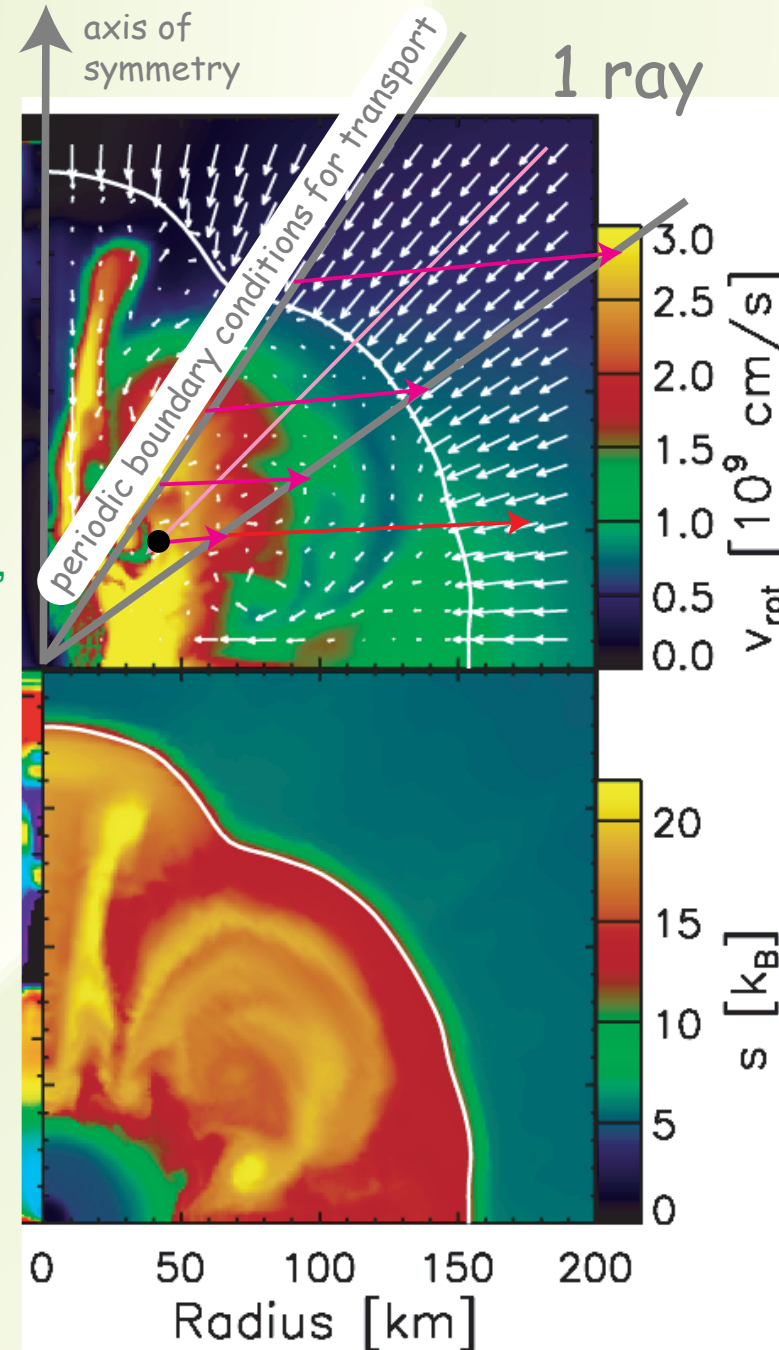 axis of
symmetry
1 ray
periodic boundary conditions for transport
3.0
2.5
2.0
1.5
1.0
0.5
0.0
v_rot [10^9 cm/s]
20
15
10
5
0
s [k_B]
0 50 100 150 200
Radius [km]